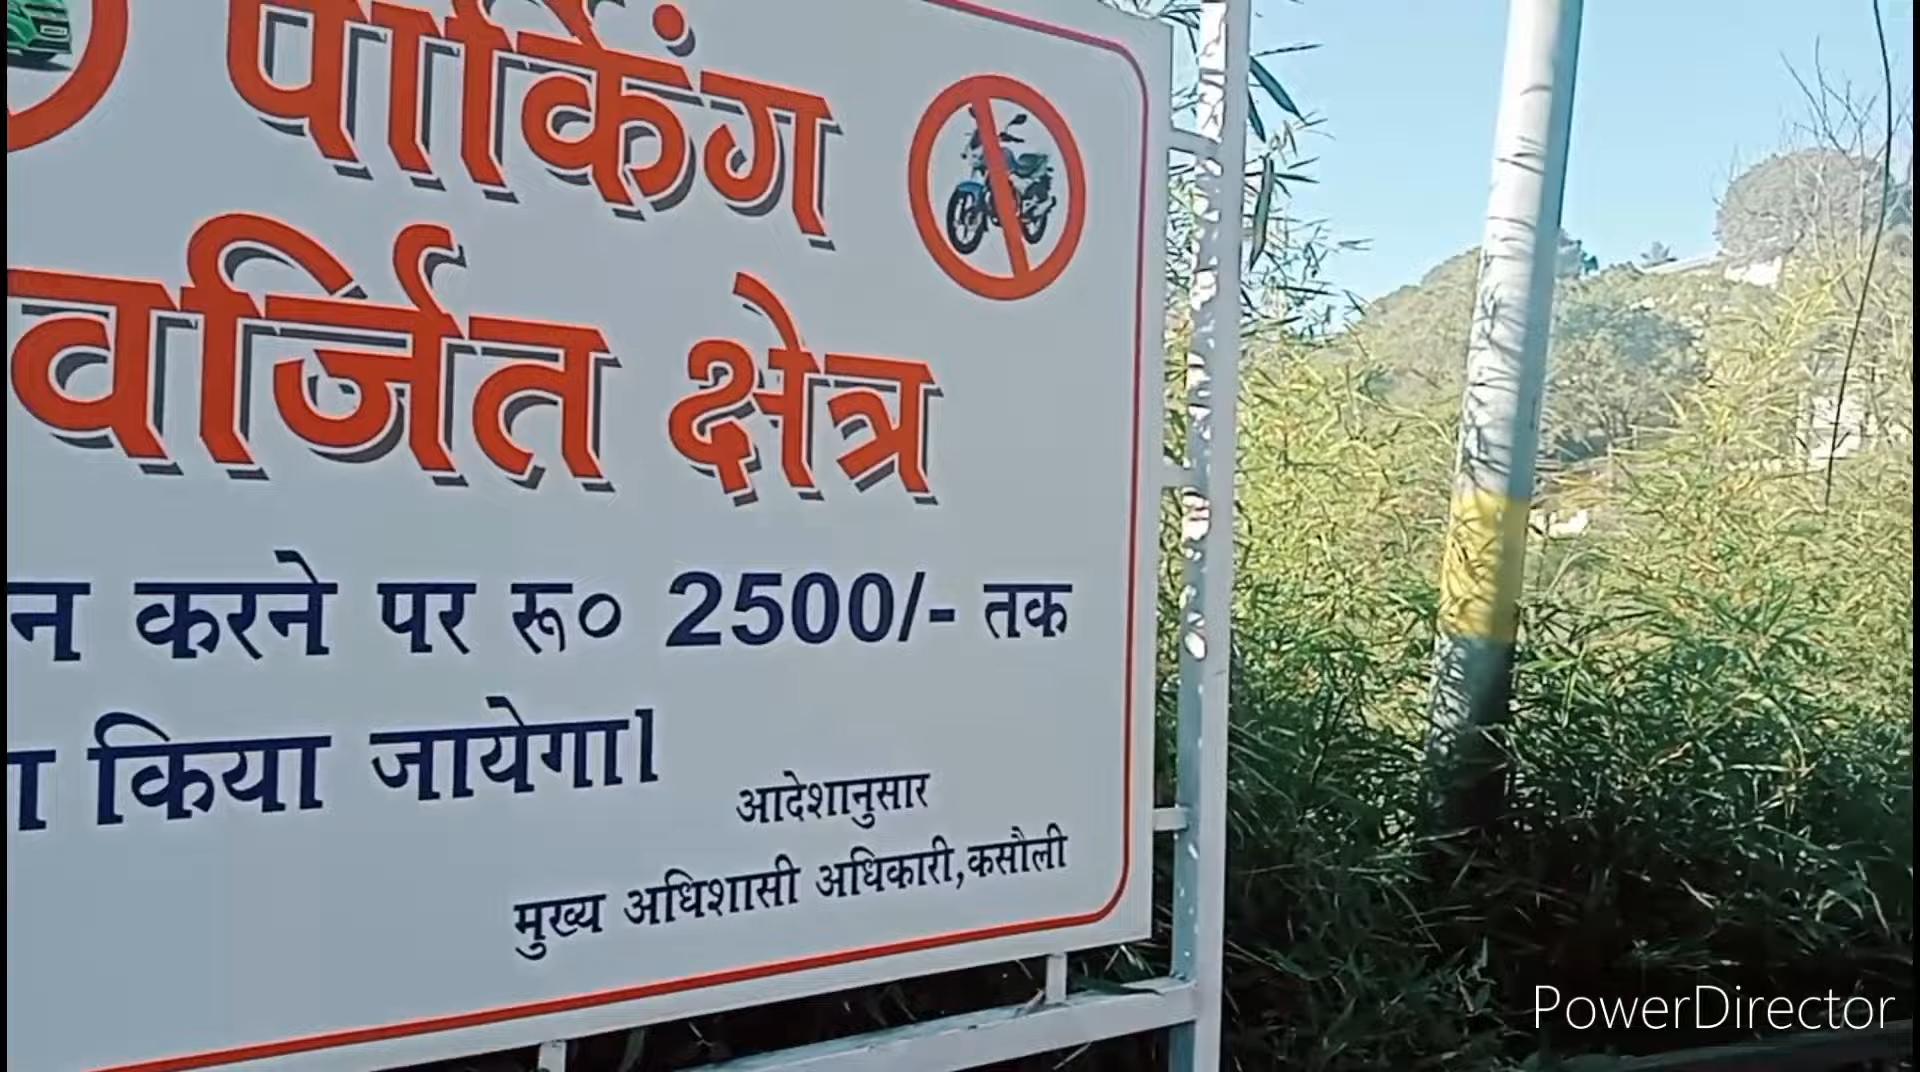 पार्किंग
वर्जित क्षेत्र
करने पर रू० 2500/- तक
किया जायेगा।
आदेशानुसार
मुख्य अधिशासी अधिकारी,कसौली
PowerDirector